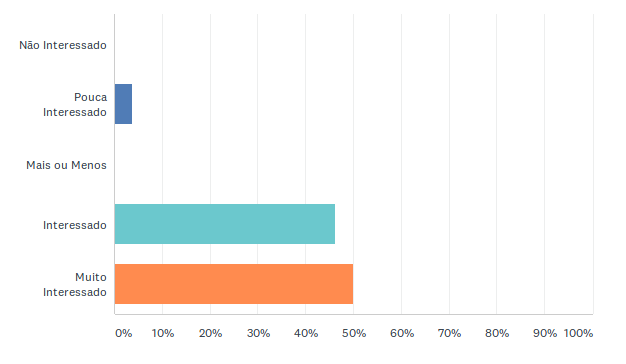 Não Interessado
Pouca
Interessado
Mais ou Menos
Interessado
Muito
Interessado
0% 10% 20% 30% 40% 50% 60% 70% 80% 90% 100%